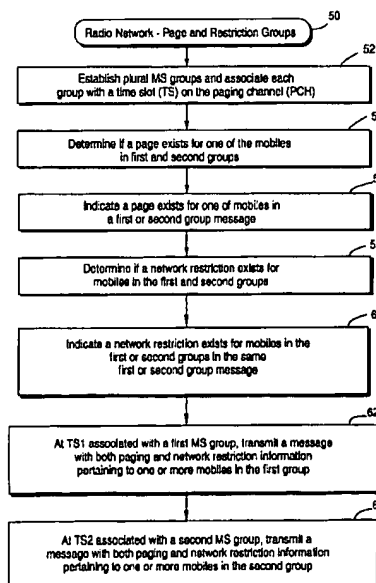 50
Radio Network - Page and Restriction Groups
52
Establish plural MS groups and associate each
group with a time slot (TS) on the paging channel (PCH)
5
Determine if a page exists for one of the mobiles
in first and second groups
5
Indicate a page exists for one of mobiles in
a first or second group message
5
Determine if a network restriction exists for
mobiles in the first and second groups
6
Indicate a network restriction exists for mobiles in the
first or second groups in the same
first or second group message
62
At TS1 associated with a first MS group, transmit a message
with both paging and network restriction information
pertaining to one or more mobiles in the first group
6
At TS2 associated with a second MS group, transmit a
message with both paging and network restriction information
pertaining to one or more mobiles in the second group